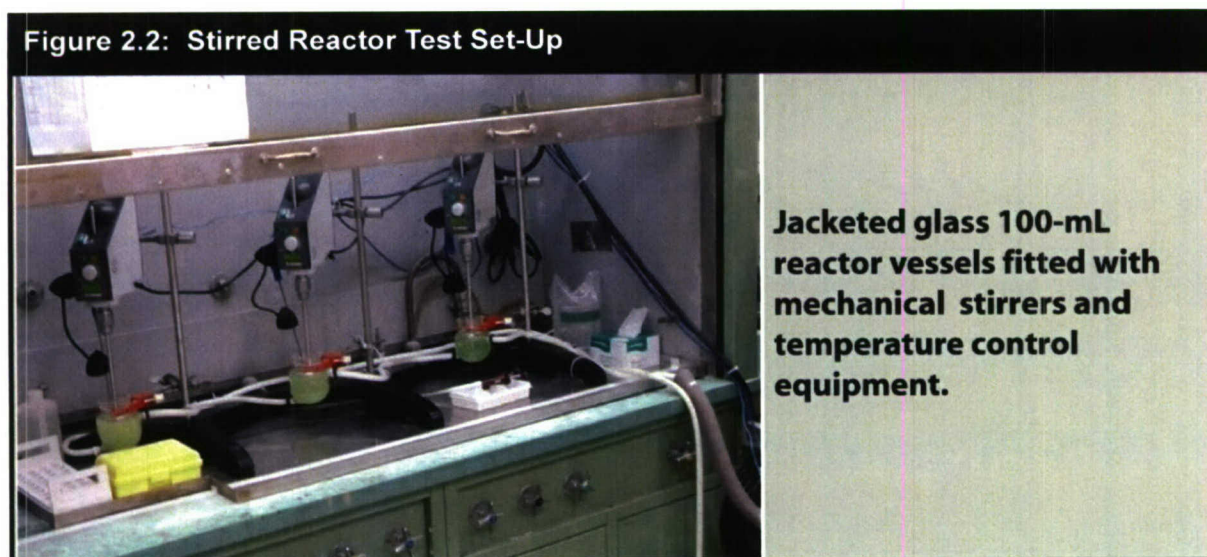 Figure 2.2: Stirred Reactor Test Set-Up
Jacketed glass 100-mL
reactor vessels fitted with
mechanical stirrers and
temperature control
equipment.